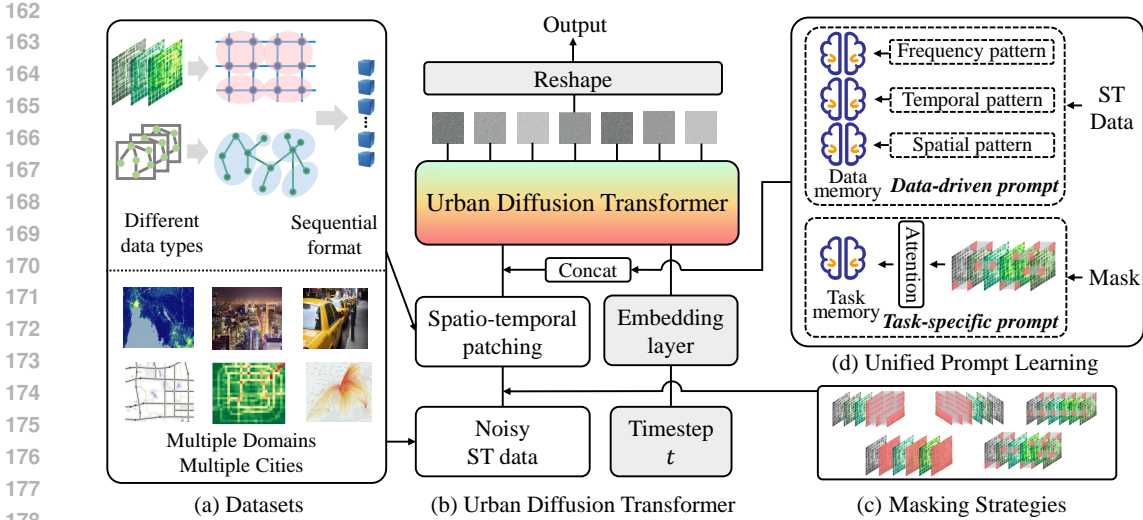 162
163
164
165
166
167
168
169
170
171
172
173
174
175
176
177
178
Different
data types
Sequential
format
Multiple Domains
Multiple Cities
(a) Datasets
Output
Reshape
Urban Diffusion Transformer
Concat
Spatio-temporal
patching
Embedding
layer
Noisy
ST data
Timestep
t
(b) Urban Diffusion Transformer
Frequency pattern
Temporal pattern
Spatial pattern
Data
memory
Data-driven prompt
ST
Data
Attention
Task
memory
Mask
Task-specific prompt
(d) Unified Prompt Learning
(c) Masking Strategies